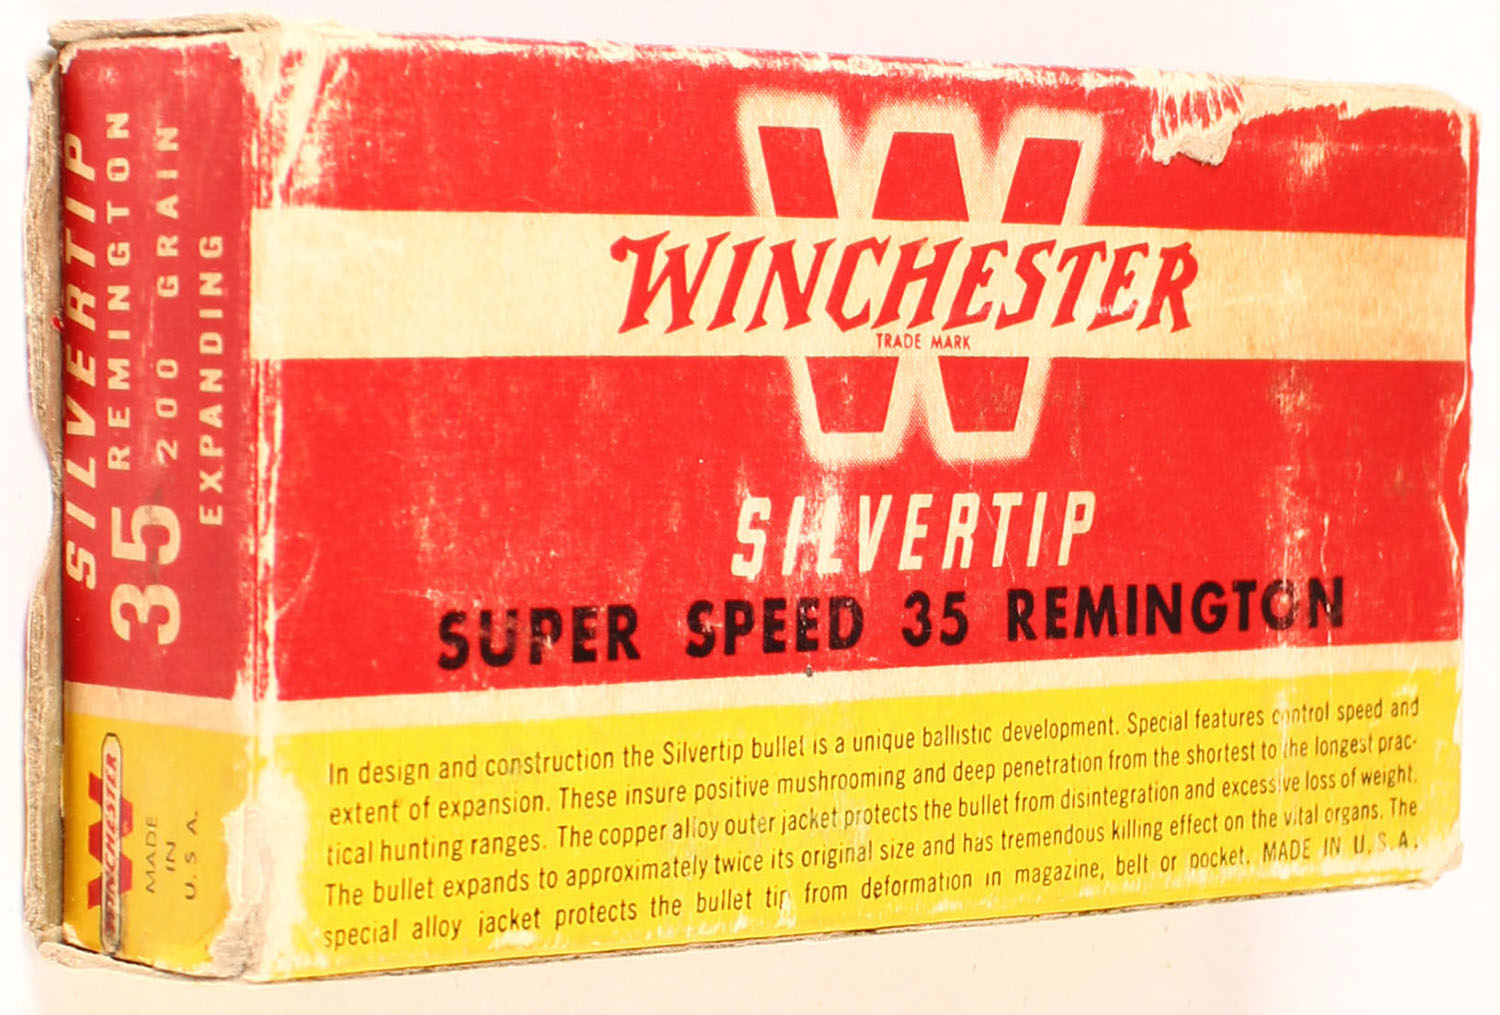 SILVERTIP
35 REMINGTON
200 GRAIN
EXPANDING
WINCHESTER
MADE
IN
U. S. A.
W
WINCHESTER
TRADE MARK
SILVERTIP
SUPER SPEED 35 REMINGTON
In design and construction the Silvertip bullet is a unique ballistic development. Special features control speed and
extent of expansion. These insure positive mushrooming and deep penetration from the shortest to the longest prac-
tical hunting ranges. The copper alloy outer jacket protects the bullet from disintegration and excessive loss of weight.
The bullet expands to approximately twice its original size and has tremendous killing effect on the vital organs. The
special alloy jacket protects the bullet tip from deformation in magazine, belt or pocket. MADE IN U. S. A.